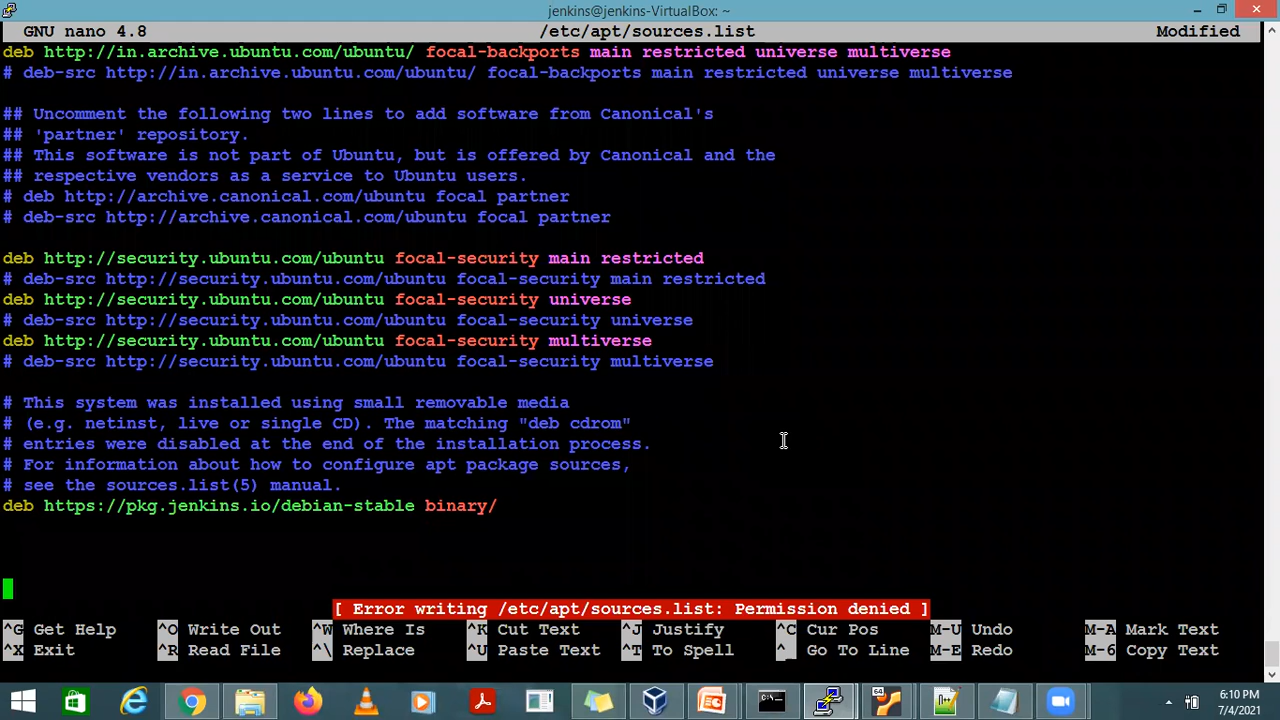 jenkins@jenkins-VirtualBox: ~
GNU nano 4.8 /etc/apt/sources.list Modified
deb http://in.archive.ubuntu.com/ubuntu/ focal-backports main restricted universe multiverse
# deb-src http://in.archive.ubuntu.com/ubuntu/ focal-backports main restricted universe multiverse
## Uncomment the following two lines to add software from Canonical's
## 'partner' repository.
## This software is not part of Ubuntu, but is offered by Canonical and the
## respective vendors as a service to Ubuntu users.
# deb http://archive.canonical.com/ubuntu focal partner
# deb-src http://archive.canonical.com/ubuntu focal partner
deb http://security.ubuntu.com/ubuntu focal-security main restricted
# deb-src http://security.ubuntu.com/ubuntu focal-security main restricted
deb http://security.ubuntu.com/ubuntu focal-security universe
# deb-src http://security.ubuntu.com/ubuntu focal-security universe
deb http://security.ubuntu.com/ubuntu focal-security multiverse
# deb-src http://security.ubuntu.com/ubuntu focal-security multiverse
# This system was installed using small removable media
# (e.g. netinst, live or single CD). The matching "deb cdrom"
# entries were disabled at the end of the installation process.
# For information about how to configure apt package sources,
# see the sources.list(5) manual.
deb https://pkg.jenkins.io/debian-stable binary/
[ Error writing /etc/apt/sources.list: Permission denied ]
^G Get Help ^O Write Out ^W Where Is ^K Cut Text ^J Justify ^C Cur Pos M-U Undo M-A Mark Text
^X Exit ^R Read File ^\ Replace ^U Paste Text ^T To Spell ^_ Go To Line M-E Redo M-6 Copy Text
64
6:10 PM
7/4/2021